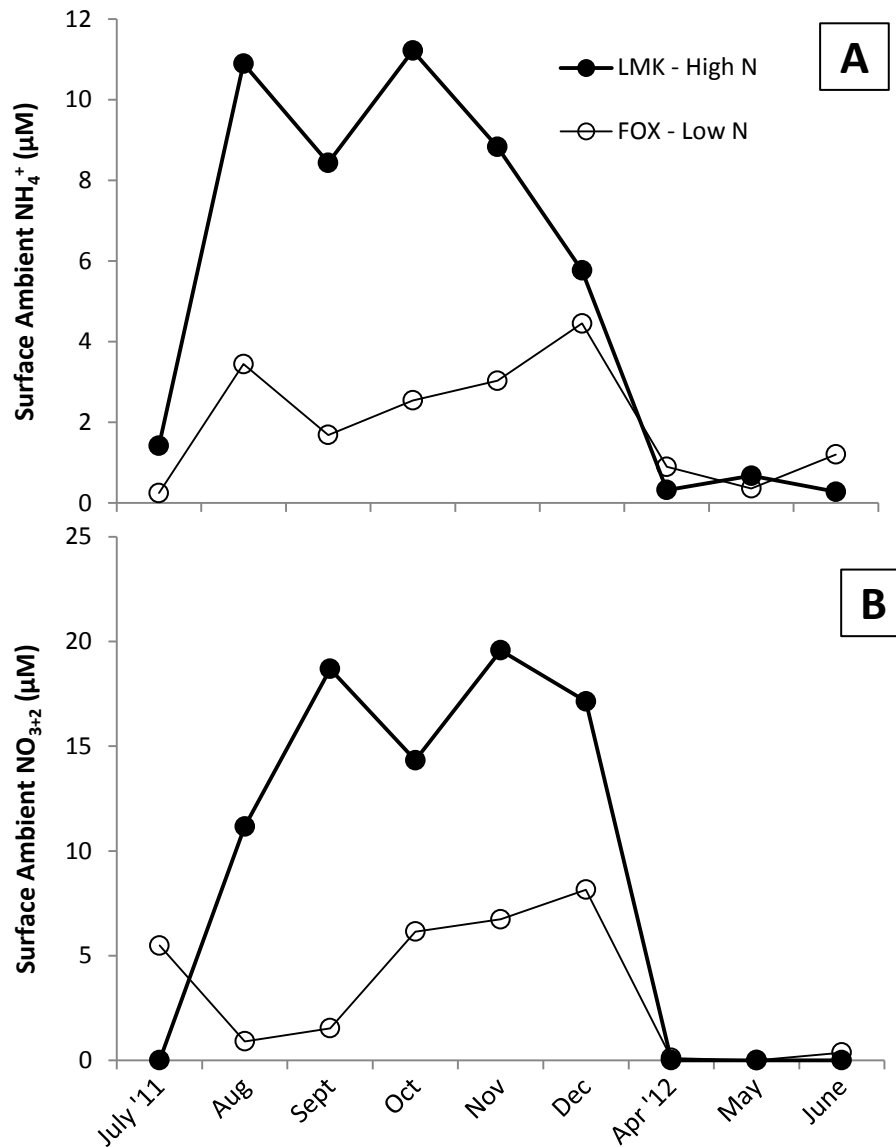 12
10
8
6
4
2
0
Surface Ambient NH₄⁺ (µM)
LMK - High N
FOX - Low N
A
25
20
15
10
5
0
Surface Ambient NO₃₊₂ (µM)
B
July '11
Aug
Sept
Oct
Nov
Dec
Apr '12
May
June